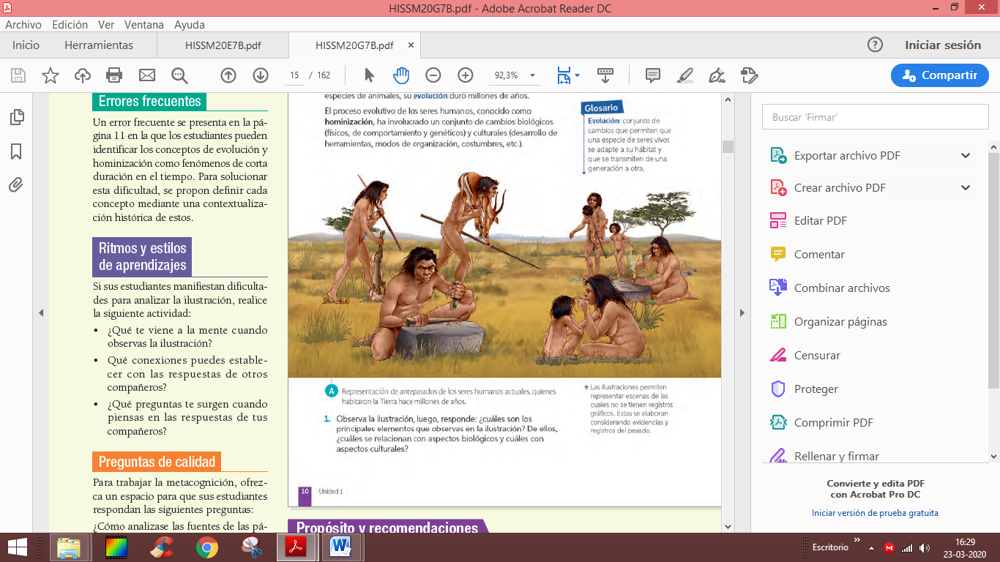 HISSM20G7B.pdf - Adobe Acrobat Reader DC
Archivo Edición Ver Ventana Ayuda
Inicio Herramientas HISSM20E7B.pdf HISSM20G7B.pdf × ? Iniciar sesión
15 / 162 92,3% Compartir
Errores frecuentes
Un error frecuente se presenta en la pá-
gina 11 en la que los estudiantes pueden
identificar los conceptos de evolución y
hominización como fenómenos de corta
duración en el tiempo. Para solucionar
esta dificultad, se propon definir cada
concepto mediante una contextualiza-
ción histórica de estos.
Ritmos y estilos
de aprendizajes
Si sus estudiantes manifiestan dificulta-
des para analizar la ilustración, realice
la siguiente actividad:
• ¿Qué te viene a la mente cuando
observas la ilustración?
• Qué conexiones puedes estable-
cer con las respuestas de otros
compañeros?
• ¿Qué preguntas te surgen cuando
piensas en las respuestas de tus
compañeros?
Preguntas de calidad
Para trabajar la metacognición, ofrez-
ca un espacio para que sus estudiantes
respondan las siguientes preguntas:
¿Cómo analizase las fuentes de las pá-
especies de animales, su evolución duró millones de años.
El proceso evolutivo de los seres humanos, conocido como
hominización, ha involucrado un conjunto de cambios biológicos
(físicos, de comportamiento y genéticos) y culturales (desarrollo de
herramientas, modos de organización, costumbres, etc.).
Glosario
Evolución: conjunto de
cambios que permiten que
una especie de seres vivos
se adapte a su hábitat y
que se transmiten de una
generación a otra.
A Representación de antepasados de los seres humanos actuales, quienes
habitaron la Tierra hace millones de años.
1. Observa la ilustración, luego, responde: ¿cuáles son los
principales elementos que observas en la ilustración? De ellos,
¿cuáles se relacionan con aspectos biológicos y cuáles con
aspectos culturales?
Las ilustraciones permiten
representar escenas de las
cuales no se tienen registros
gráficos. Estas se elaboran
considerando evidencias y
registros del pasado.
10 Unidad 1
Propósito y recomendaciones
Buscar 'Firmar'
Exportar archivo PDF
Crear archivo PDF
Editar PDF
Comentar
Combinar archivos
Organizar páginas
Censurar
Proteger
Comprimir PDF
Rellenar y firmar
Convierte y edita PDF
con Acrobat Pro DC
Iniciar versión de prueba gratuita
Escritorio » 16:29
23-03-2020